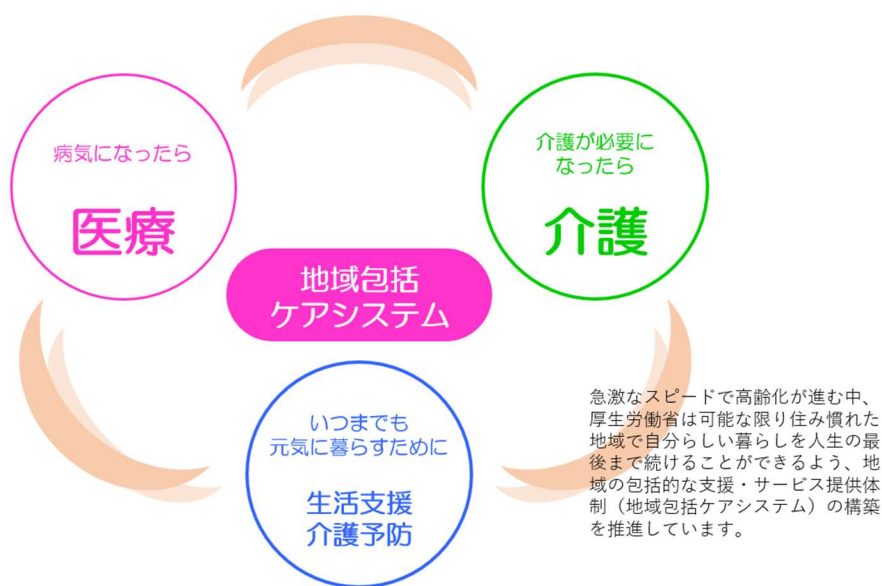 病気になったら
医療
介護が必要に
なったら
介護
地域包括
ケアシステム
いつまでも
元気に暮らすために
生活支援
介護予防
急激なスピードで高齢化が進む中、
厚生労働省は可能な限り住み慣れた
地域で自分らしい暮らしを人生の最
後まで続けることができるよう、地
域の包括的な支援・サービス提供体
制（地域包括ケアシステム）の構築
を推進しています。